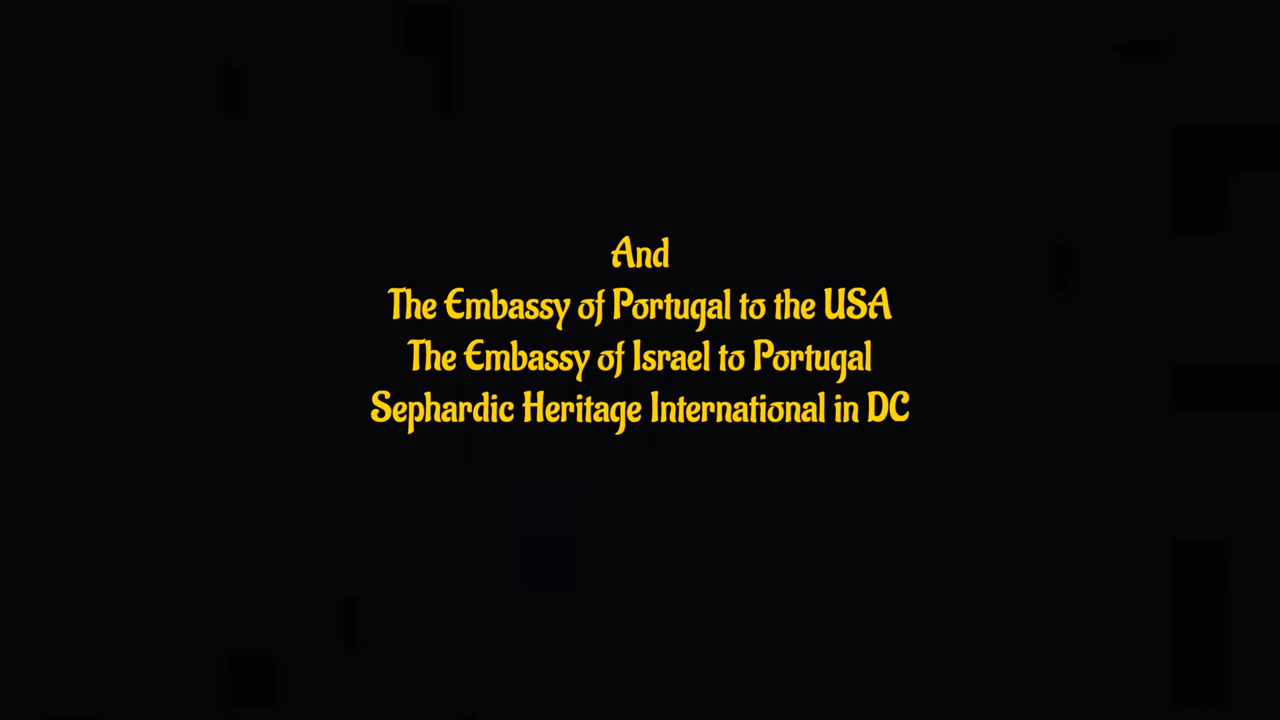 And
The Embassy of Portugal to the USA
The Embassy of Israel to Portugal
Sephardic Heritage International in DC